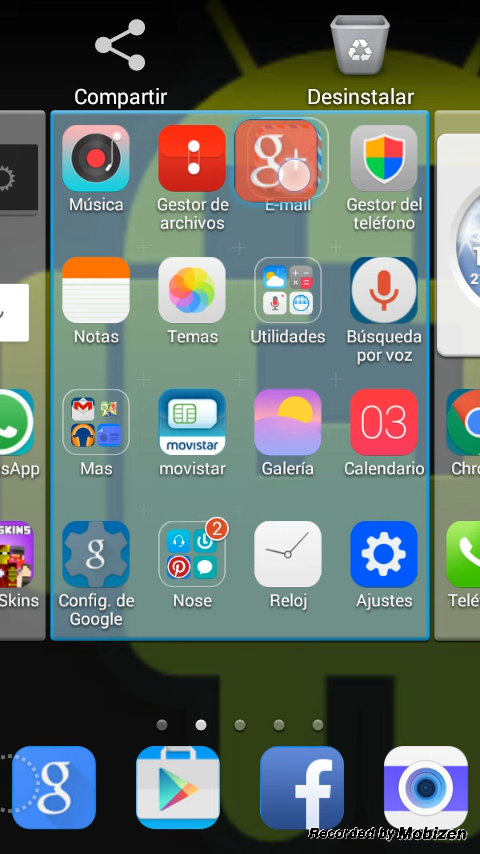 Compartir
Desinstalar
Música
Gestor de
archivos
E-mail
Gestor del
teléfono
Notas
Temas
Utilidades
Búsqueda
por voz
SKINS
sApp
Mas
movistar
movistar
Galería
03
Calendario
Chro
Skins
Config. de
Google
2
Nose
Reloj
Ajustes
Telé
Recorded by Mobizen